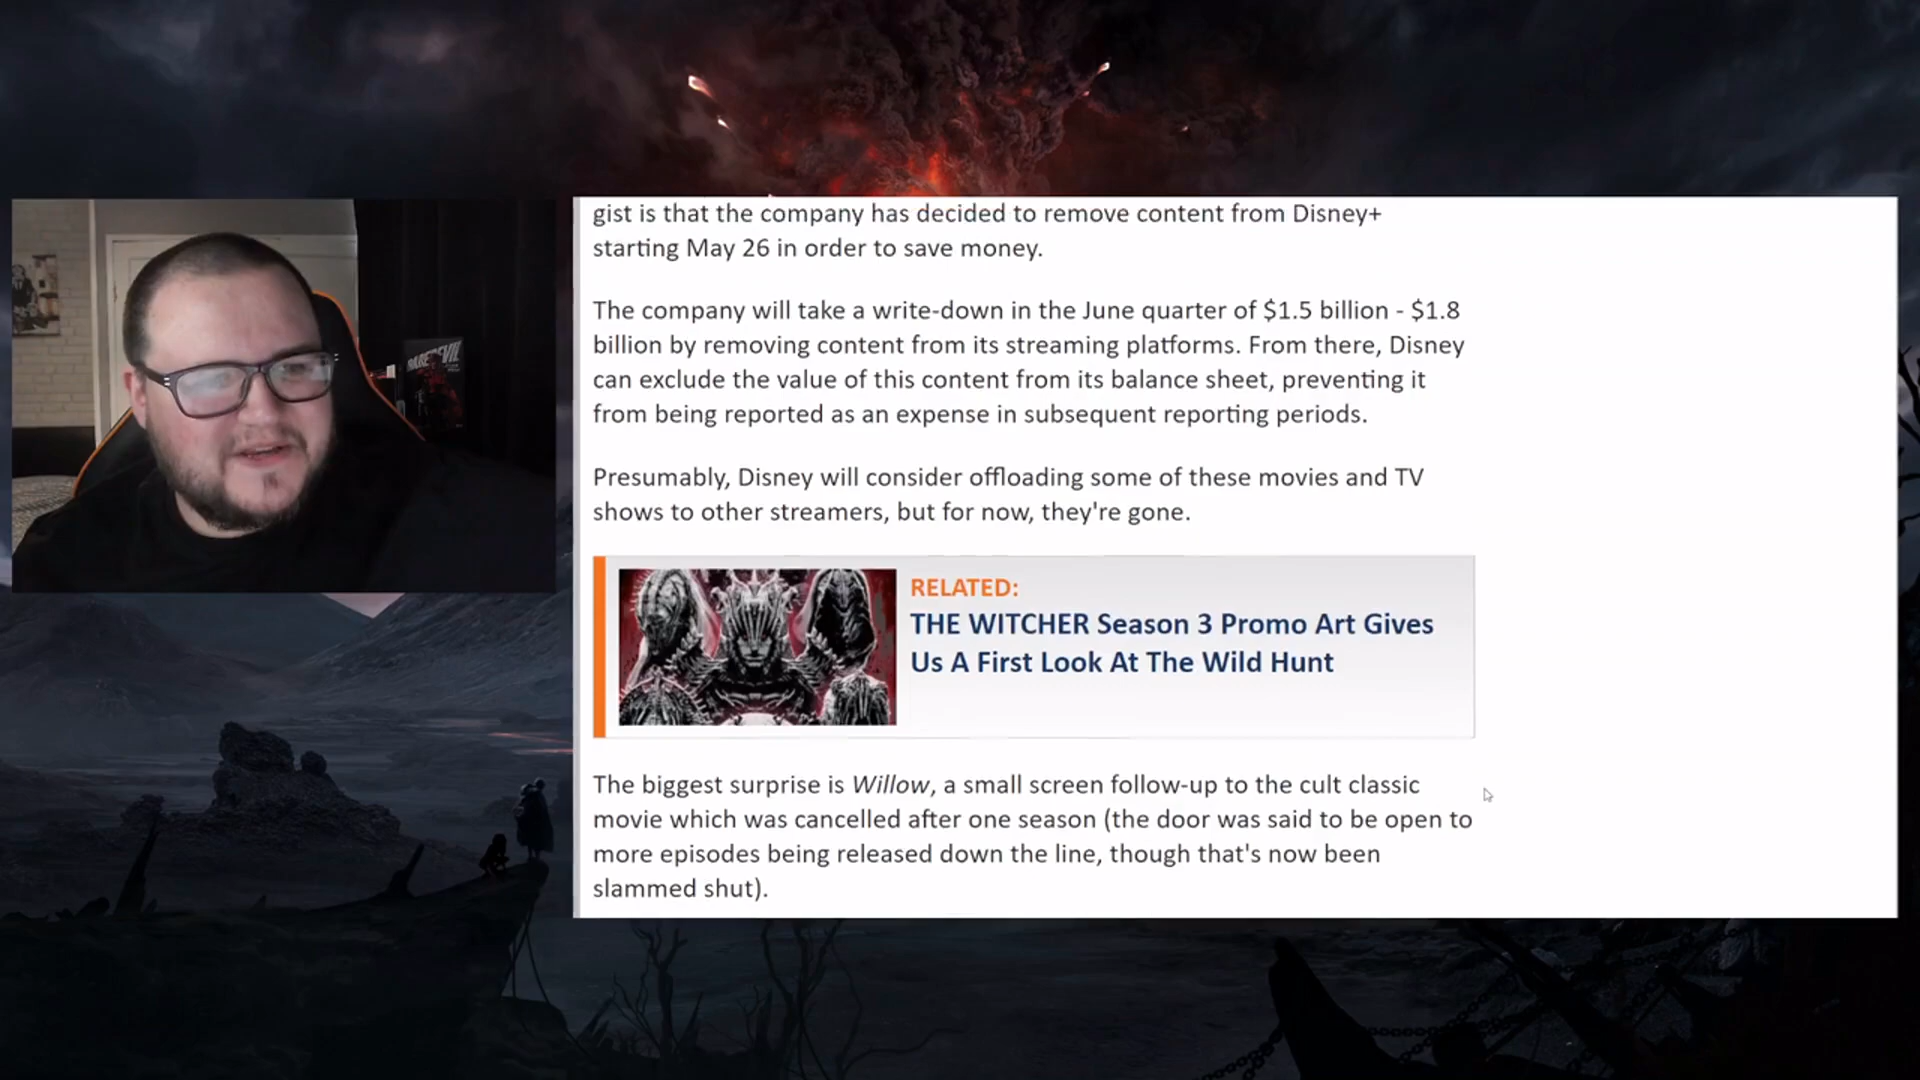 DAREDEVIL
gist is that the company has decided to remove content from Disney+
starting May 26 in order to save money.
The company will take a write-down in the June quarter of $1.5 billion - $1.8
billion by removing content from its streaming platforms. From there, Disney
can exclude the value of this content from its balance sheet, preventing it
from being reported as an expense in subsequent reporting periods.
Presumably, Disney will consider offloading some of these movies and TV
shows to other streamers, but for now, they're gone.
RELATED:
THE WITCHER Season 3 Promo Art Gives
Us A First Look At The Wild Hunt
The biggest surprise is Willow, a small screen follow-up to the cult classic
movie which was cancelled after one season (the door was said to be open to
more episodes being released down the line, though that's now been
slammed shut).